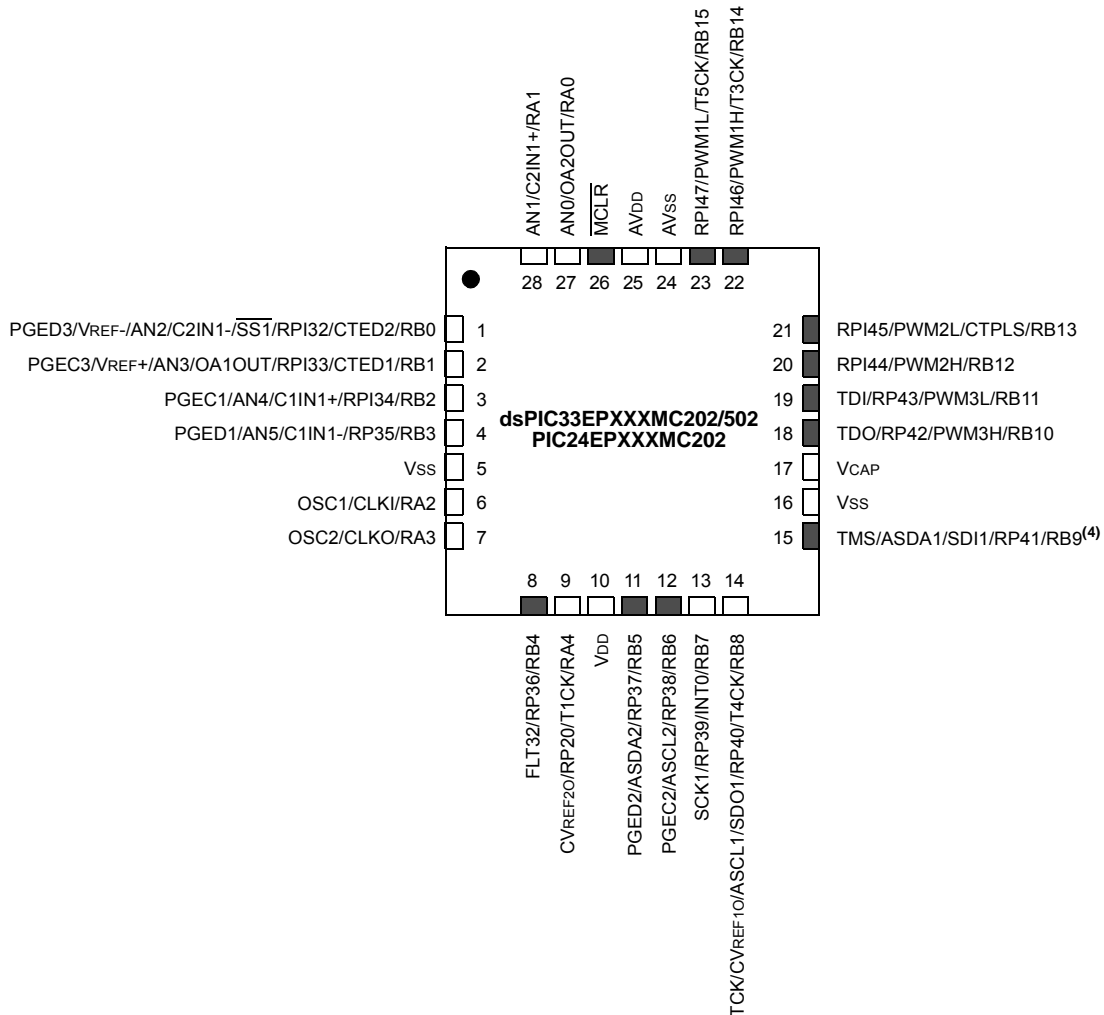 AN1/C2IN1+/RA1
AN0/OA2OUT/RA0
MCLR
AVDD
AVSS
RPI47/PWM1L/T5CK/RB15
RPI46/PWM1H/T3CK/RB14
28 27 26 25 24 23 22
PGED3/VREF-/AN2/C2IN1-/SS1/RPI32/CTED2/RB0 1
PGEC3/VREF+/AN3/OA1OUT/RPI33/CTED1/RB1 2
PGEC1/AN4/C1IN1+/RPI34/RB2 3
PGED1/AN5/C1IN1-/RP35/RB3 4
VSS 5
OSC1/CLKI/RA2 6
OSC2/CLKO/RA3 7
dsPIC33EPXXXMC202/502
PIC24EPXXXMC202
21 RPI45/PWM2L/CTPLS/RB13
20 RPI44/PWM2H/RB12
19 TDI/RP43/PWM3L/RB11
18 TDO/RP42/PWM3H/RB10
17 VCAP
16 VSS
15 TMS/ASDA1/SDI1/RP41/RB9(4)
8 9 10 11 12 13 14
FLT32/RP36/RB4
CVREF2O/RP20/T1CK/RA4
VDD
PGED2/ASDA2/RP37/RB5
PGEC2/ASCL2/RP38/RB6
SCK1/RP39/INT0/RB7
TCK/CVREF1O/ASCL1/SDO1/RP40/T4CK/RB8